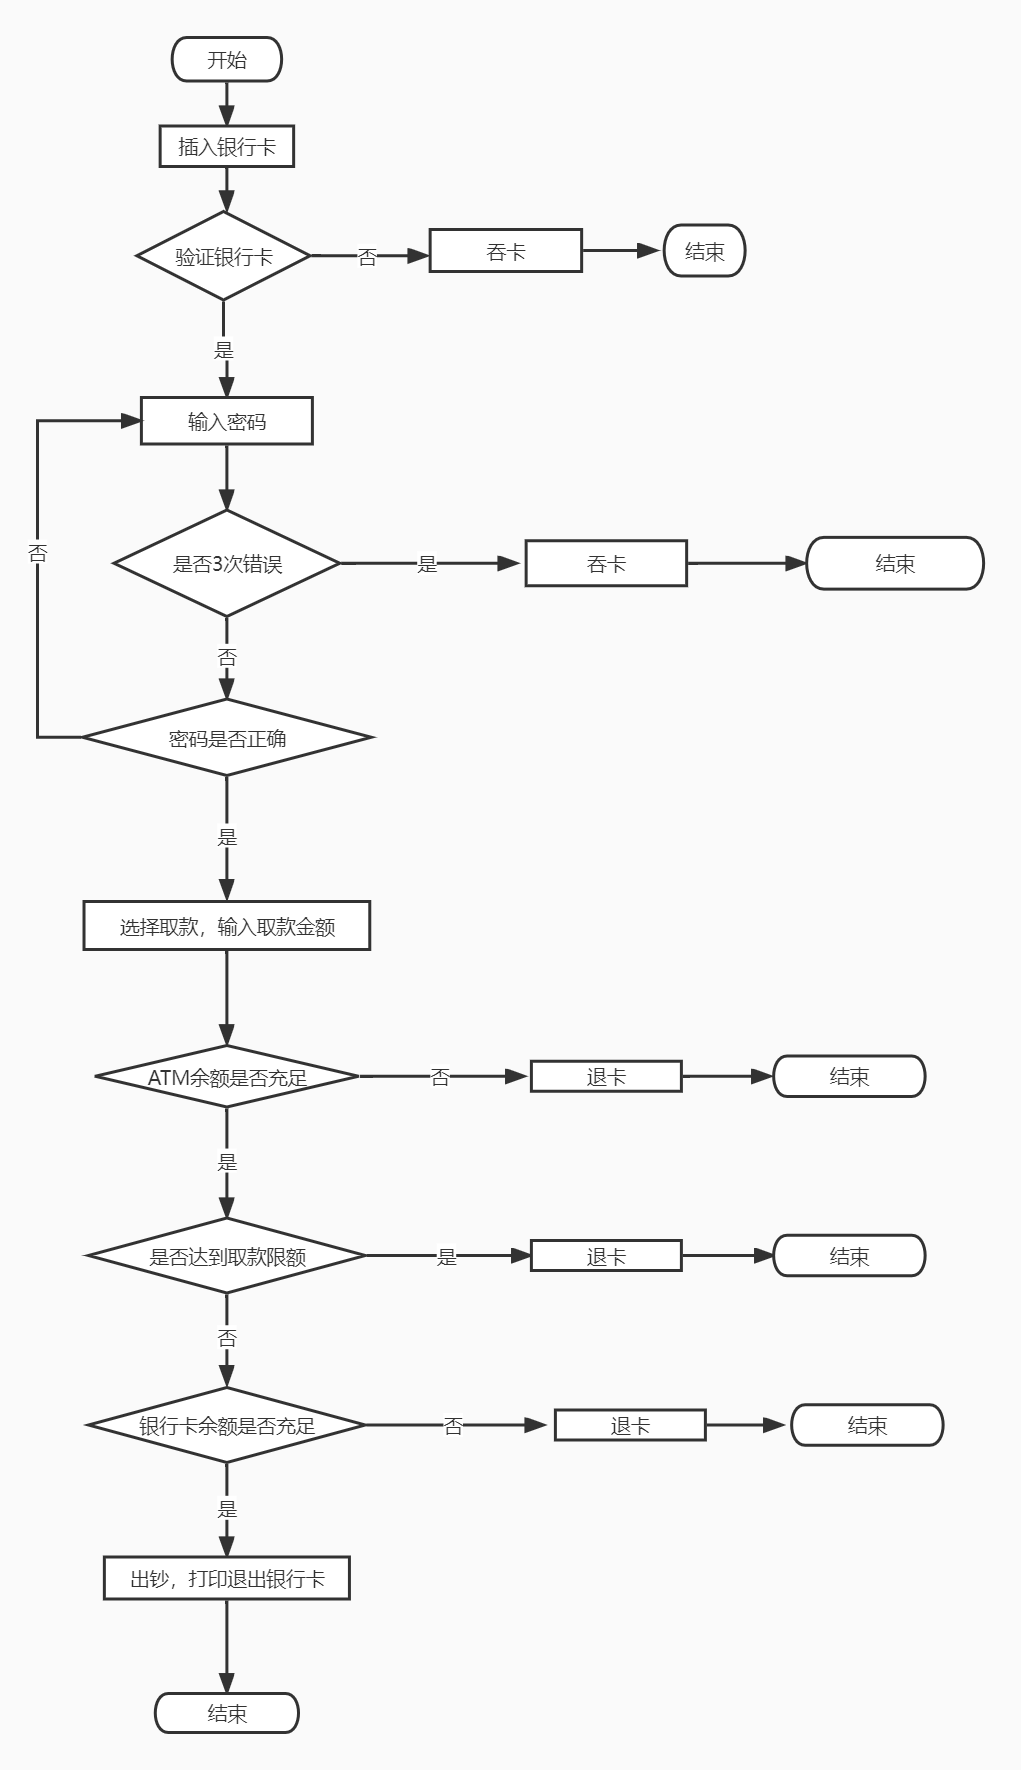 开始
插入银行卡
验证银行卡
否
吞卡
结束
是
输入密码
否
是否3次错误
是
吞卡
结束
否
密码是否正确
是
选择取款，输入取款金额
ATM余额是否充足
否
退卡
结束
是
是否达到取款限额
是
退卡
结束
否
银行卡余额是否充足
否
退卡
结束
是
出钞，打印退出银行卡
结束